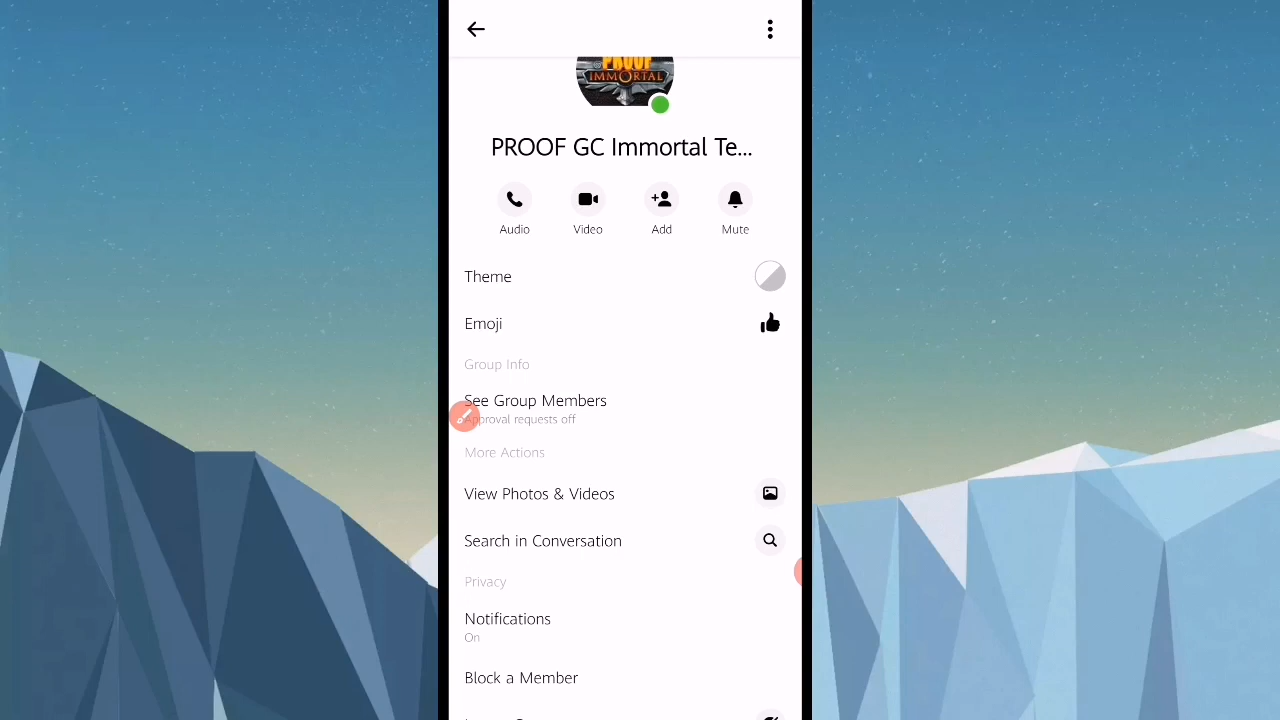 PROOF
IMMORTAL
PROOF GC Immortal Te...
Audio Video Add Mute
Theme
Emoji
Group Info
See Group Members
Approval requests off
More Actions
View Photos & Videos
Search in Conversation
Privacy
Notifications
On
Block a Member